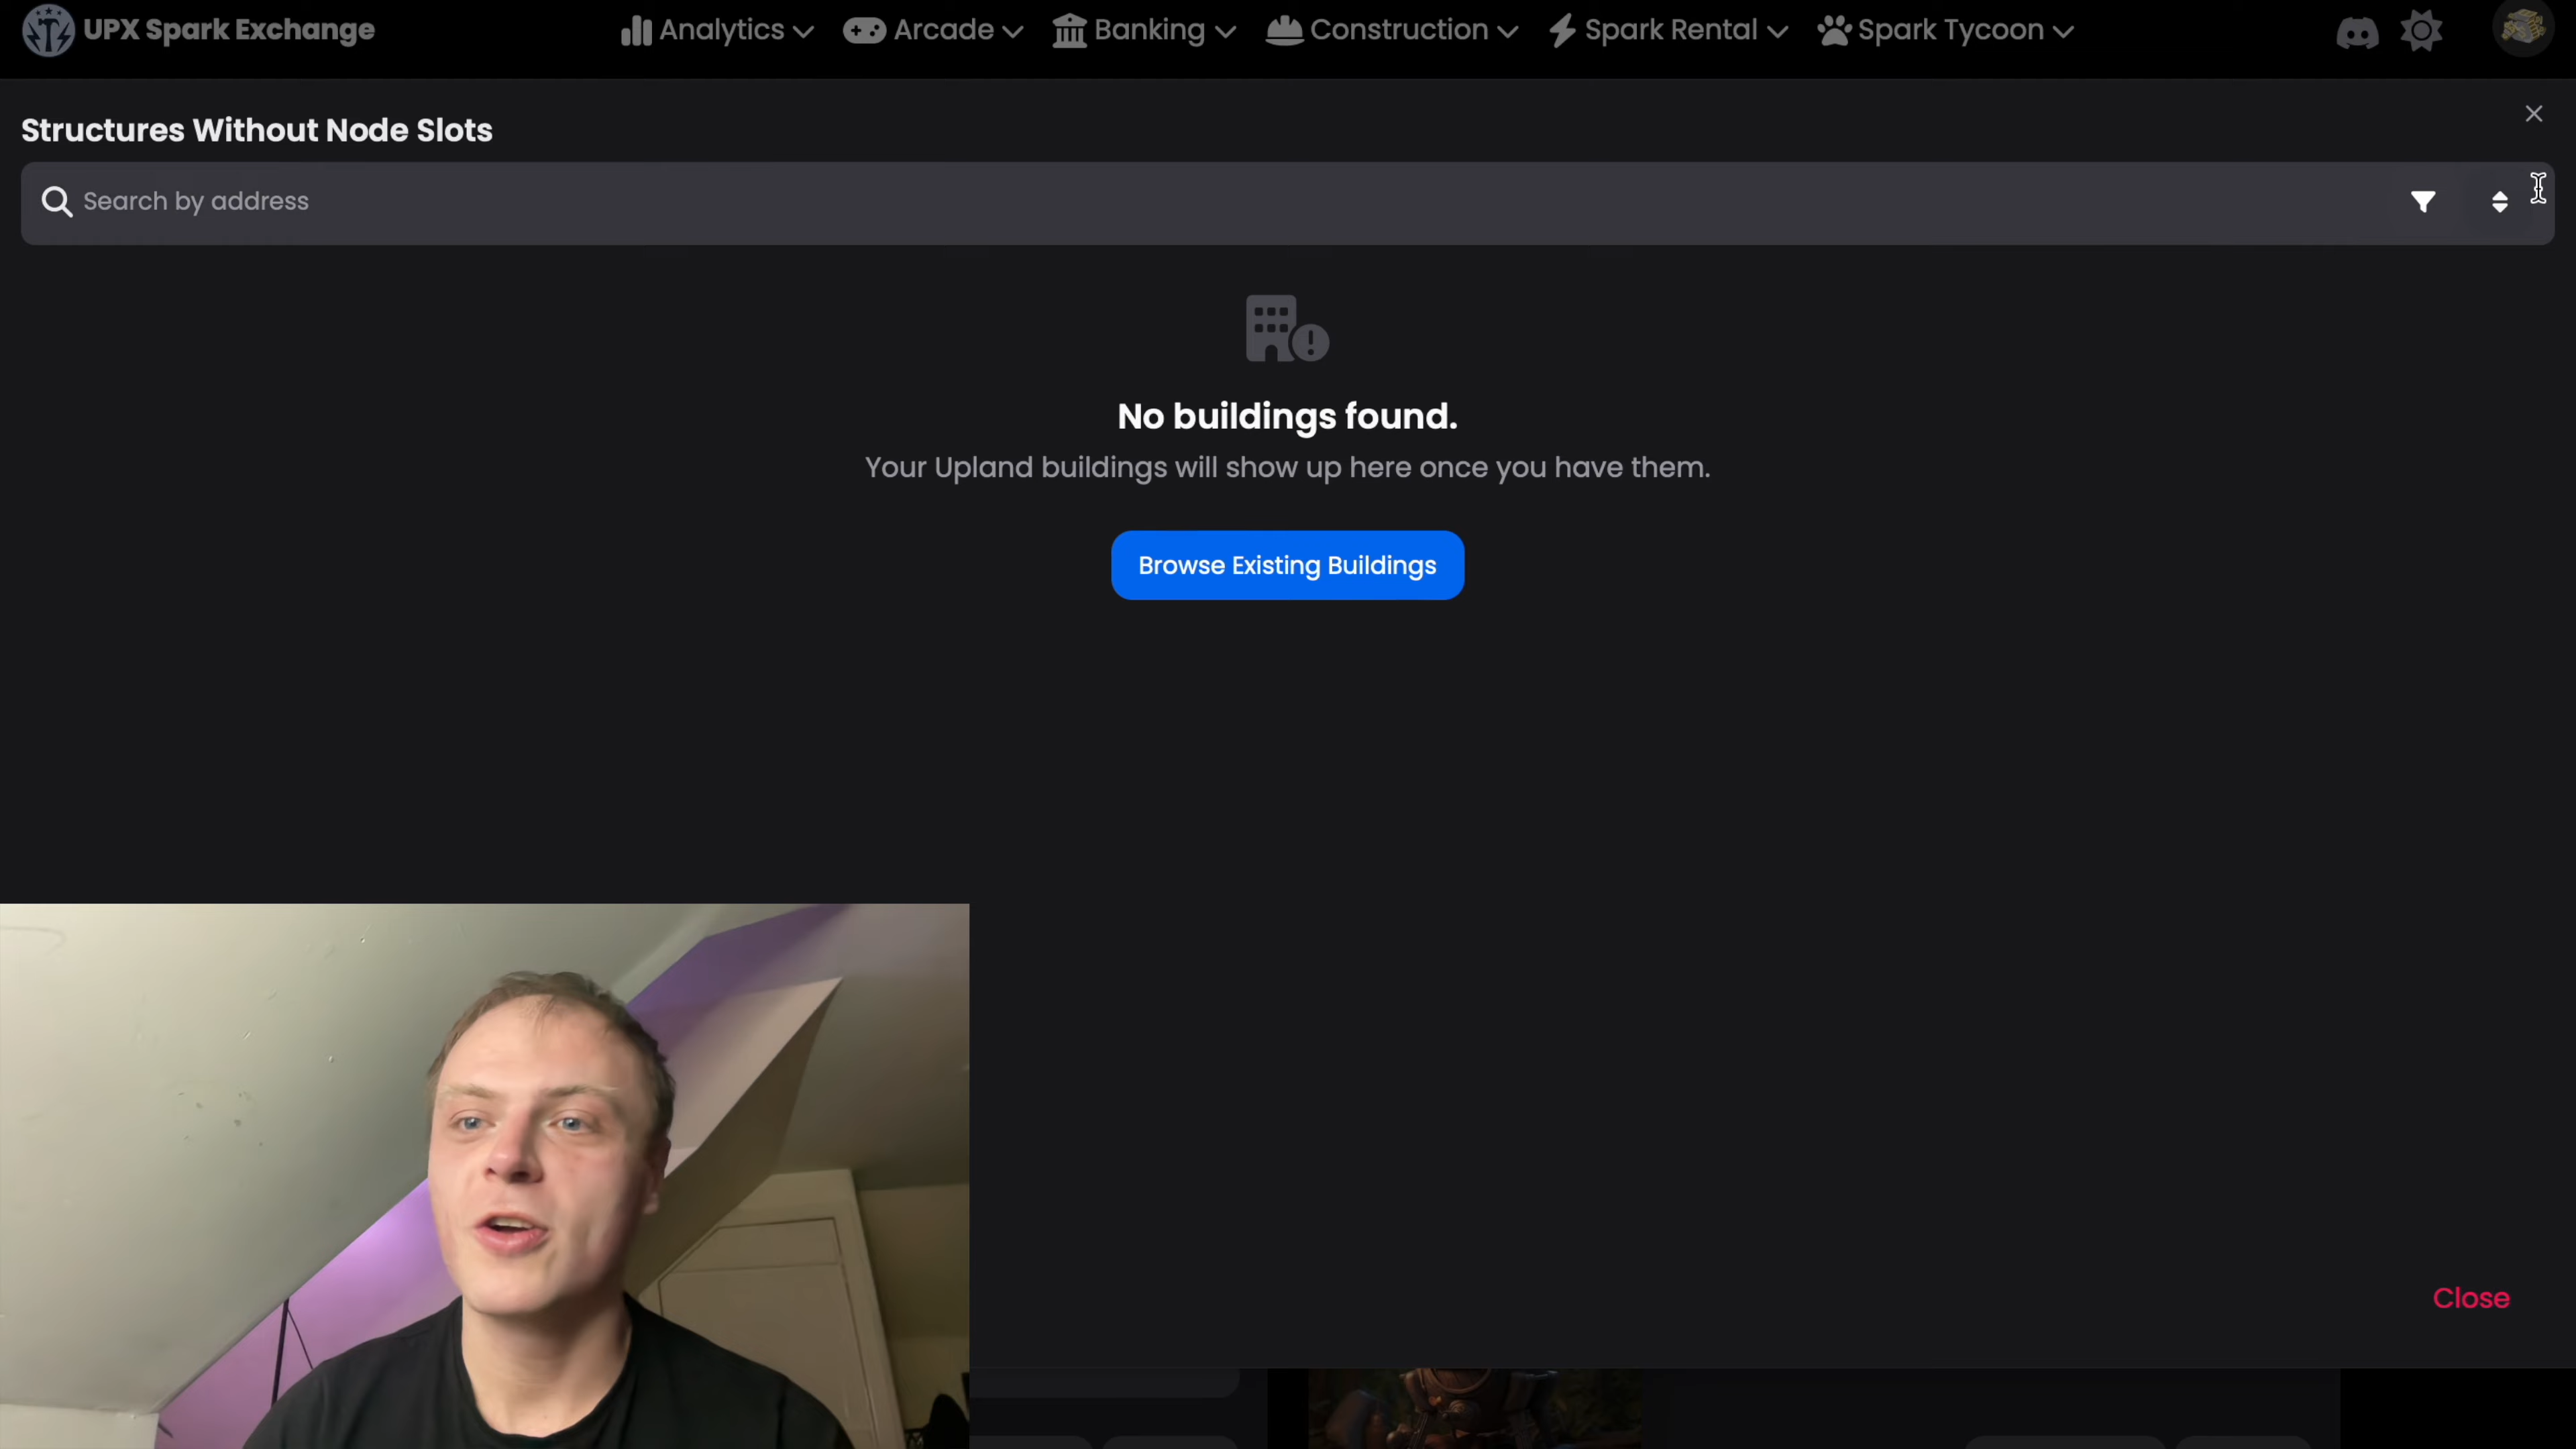 UPX Spark Exchange
Analytics
Arcade
Banking
Construction
Spark Rental
Spark Tycoon
Structures Without Node Slots
Search by address
No buildings found.
Your Upland buildings will show up here once you have them.
Browse Existing Buildings
Close